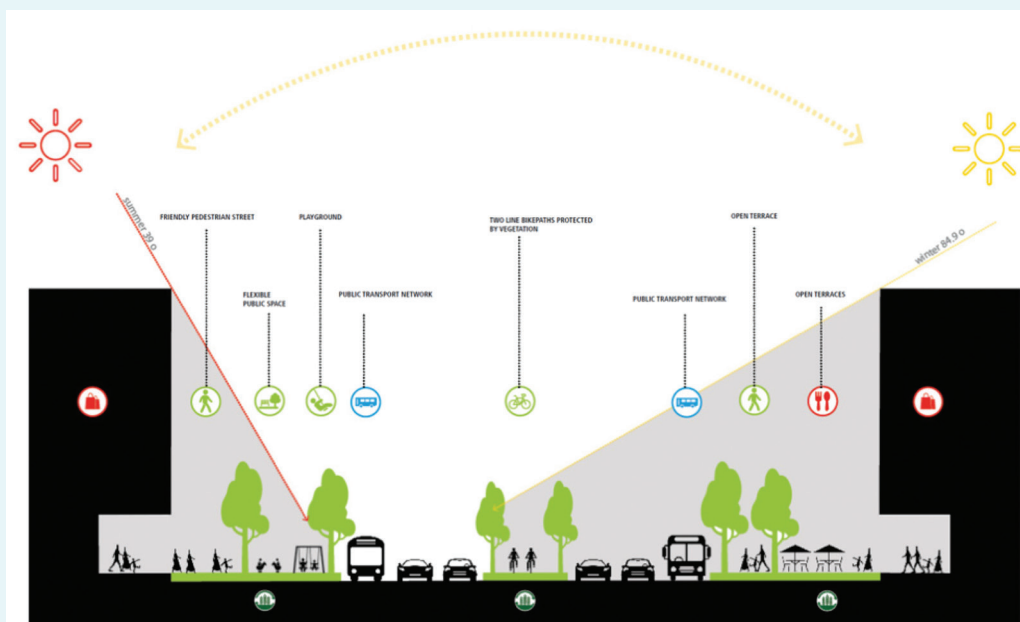 summer 39 o
FRIENDLY PEDESTRIAN STREET
PLAYGROUND
TWO LINE BIKEPATHS PROTECTED
BY VEGETATION
OPEN TERRACE
winter 84,9 o
FLEXIBLE
PUBLIC SPACE
PUBLIC TRANSPORT NETWORK
PUBLIC TRANSPORT NETWORK
OPEN TERRACES